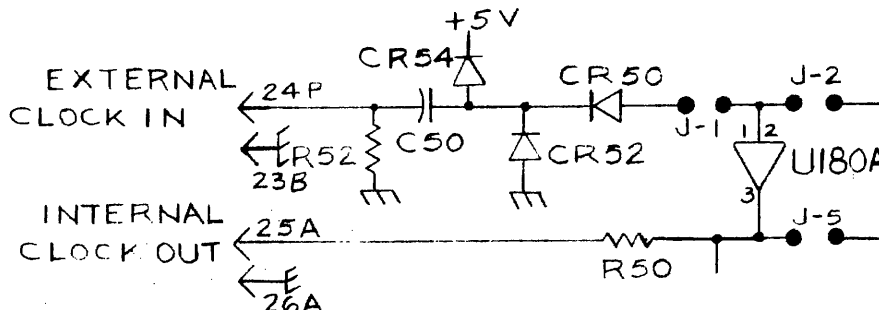 +5V
CR54
EXTERNAL
CLOCK IN
24P
CR50
J-2
J-1
1 2
R52
C50
CR52
U180A
23B
3
INTERNAL
CLOCK OUT
25A
J-5
R50
26A